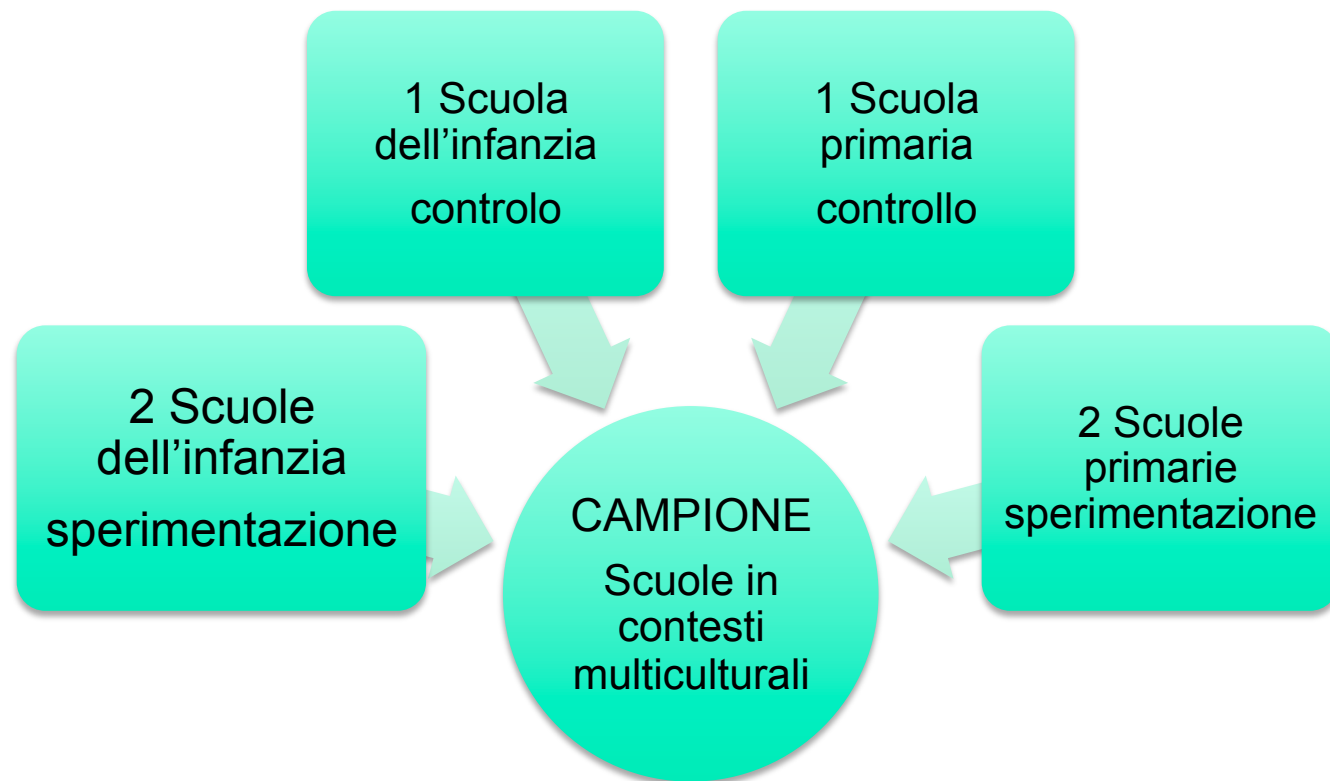 1 Scuola
dell’infanzia
controlo
1 Scuola
primaria
controllo
2 Scuole
dell’infanzia
sperimentazione
2 Scuole
primarie
sperimentazione
CAMPIONE
Scuole in
contesti
multiculturali